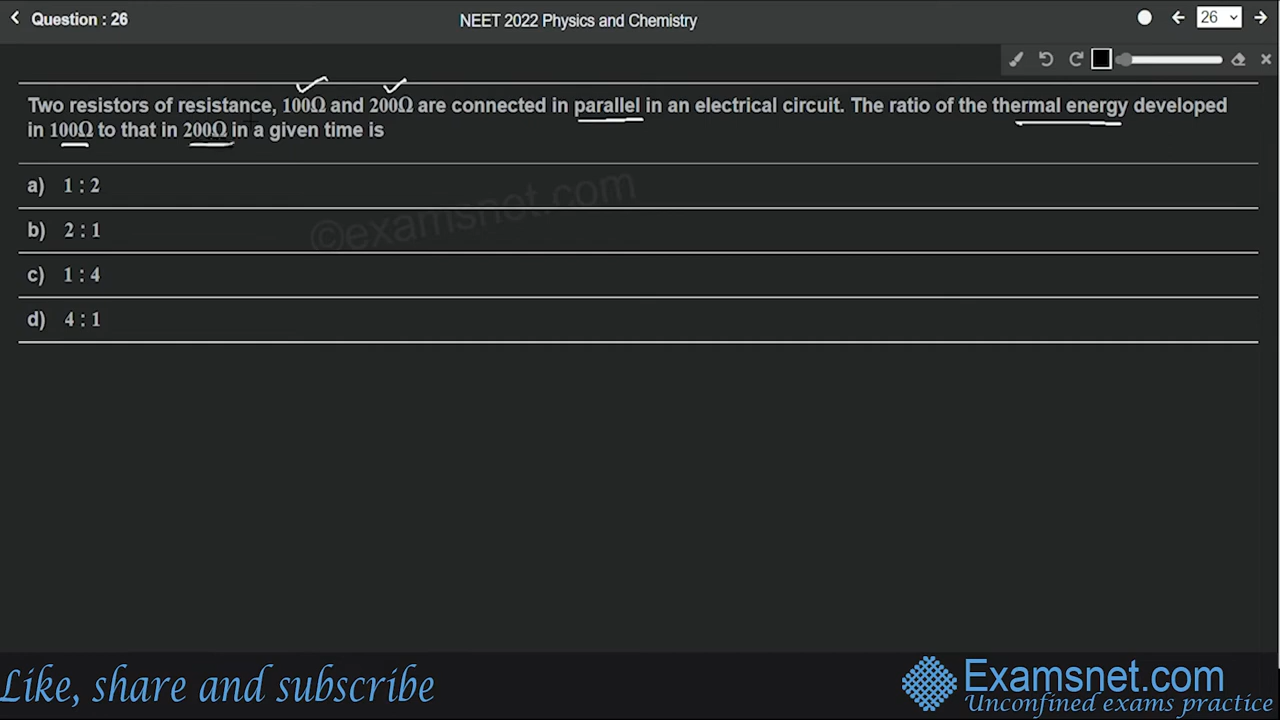 Question : 26
NEET 2022 Physics and Chemistry
26
Two resistors of resistance, 100Ω and 200Ω are connected in parallel in an electrical circuit. The ratio of the thermal energy developed
in 100Ω to that in 200Ω in a given time is
a) 1 : 2
©examsnet.com
b) 2 : 1
c) 1 : 4
d) 4 : 1
Like, share and subscribe
Examsnet.com
Unconfined exams practice